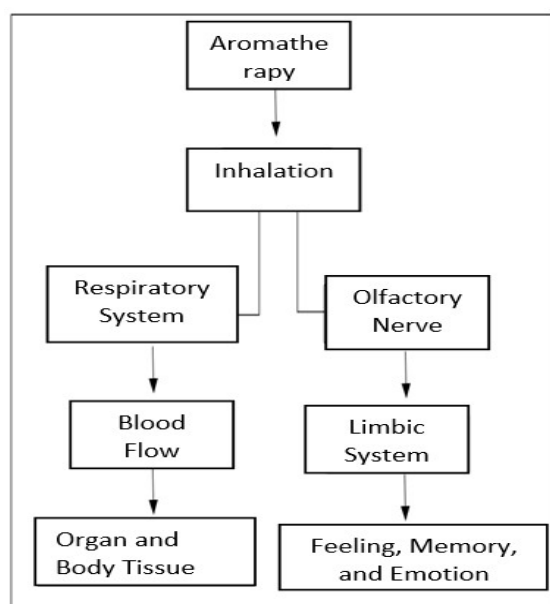 Aromathe
rapy
Inhalation
Respiratory
System
Olfactory
Nerve
Blood
Flow
Limbic
System
Organ and
Body Tissue
Feeling, Memory,
and Emotion